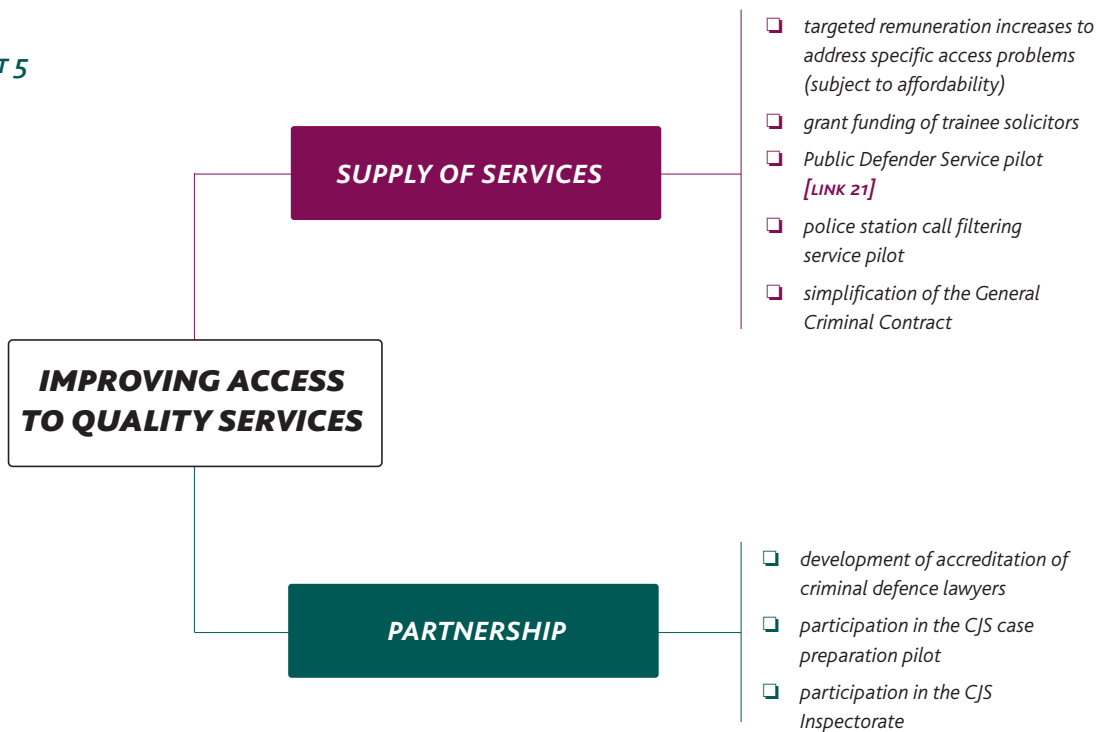 T 5
IMPROVING ACCESS
TO QUALITY SERVICES
SUPPLY OF SERVICES
❏ targeted remuneration increases to
address specific access problems
(subject to affordability)
❏ grant funding of trainee solicitors
❏ Public Defender Service pilot
[LINK 21]
❏ police station call filtering
service pilot
❏ simplification of the General
Criminal Contract
PARTNERSHIP
❏ development of accreditation of
criminal defence lawyers
❏ participation in the CJS case
preparation pilot
❏ participation in the CJS
Inspectorate